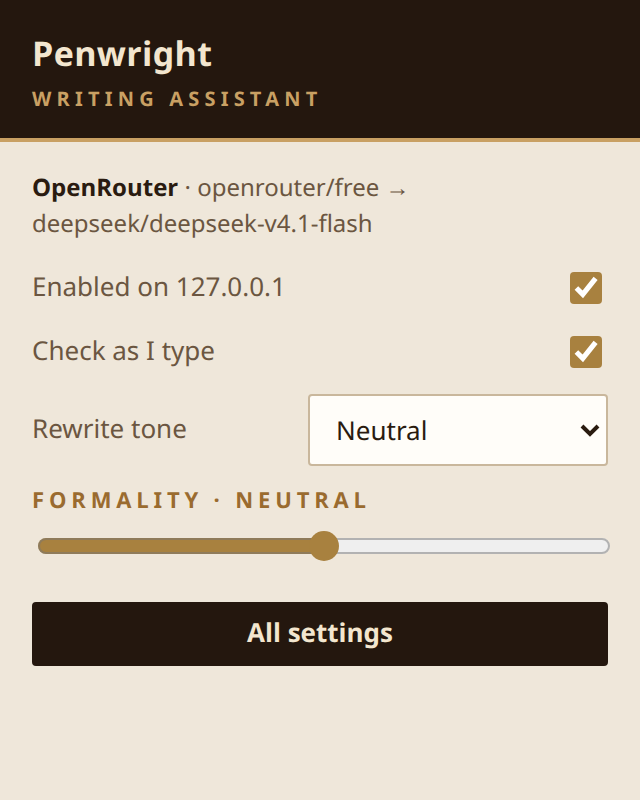 Penwright
WRITING ASSISTANT
OpenRouter · openrouter/free →
deepseek/deepseek-v4.1-flash
Enabled on 127.0.0.1
Check as I type
Rewrite tone
Neutral
FORMALITY · NEUTRAL
All settings